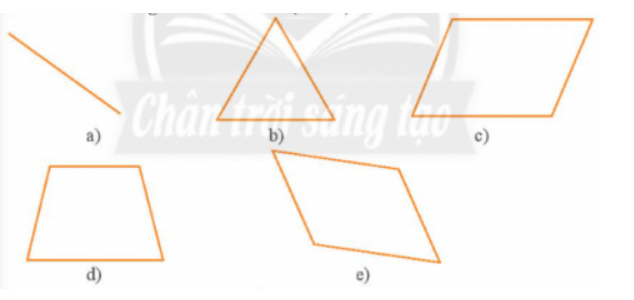 Chân trời sáng tạo
a)
b)
c)
d)
e)